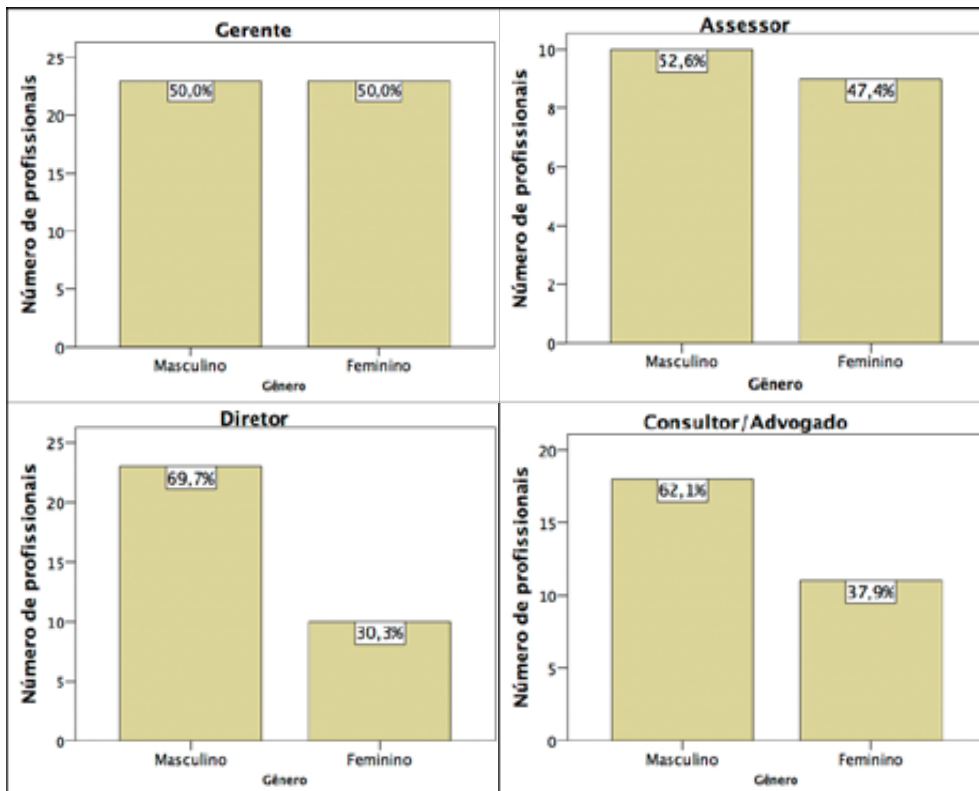 Gerente
Número de profissionais
25
20
15
10
5
0
50,0%
50,0%
Masculino
Feminino
Gênero
Assessor
Número de profissionais
10
8
6
4
2
0
52,6%
47,4%
Masculino
Feminino
Gênero
Diretor
Número de profissionais
25
20
15
10
5
0
69,7%
30,3%
Masculino
Feminino
Gênero
Consultor/Advogado
Número de profissionais
20
15
10
5
0
62,1%
37,9%
Masculino
Feminino
Gênero